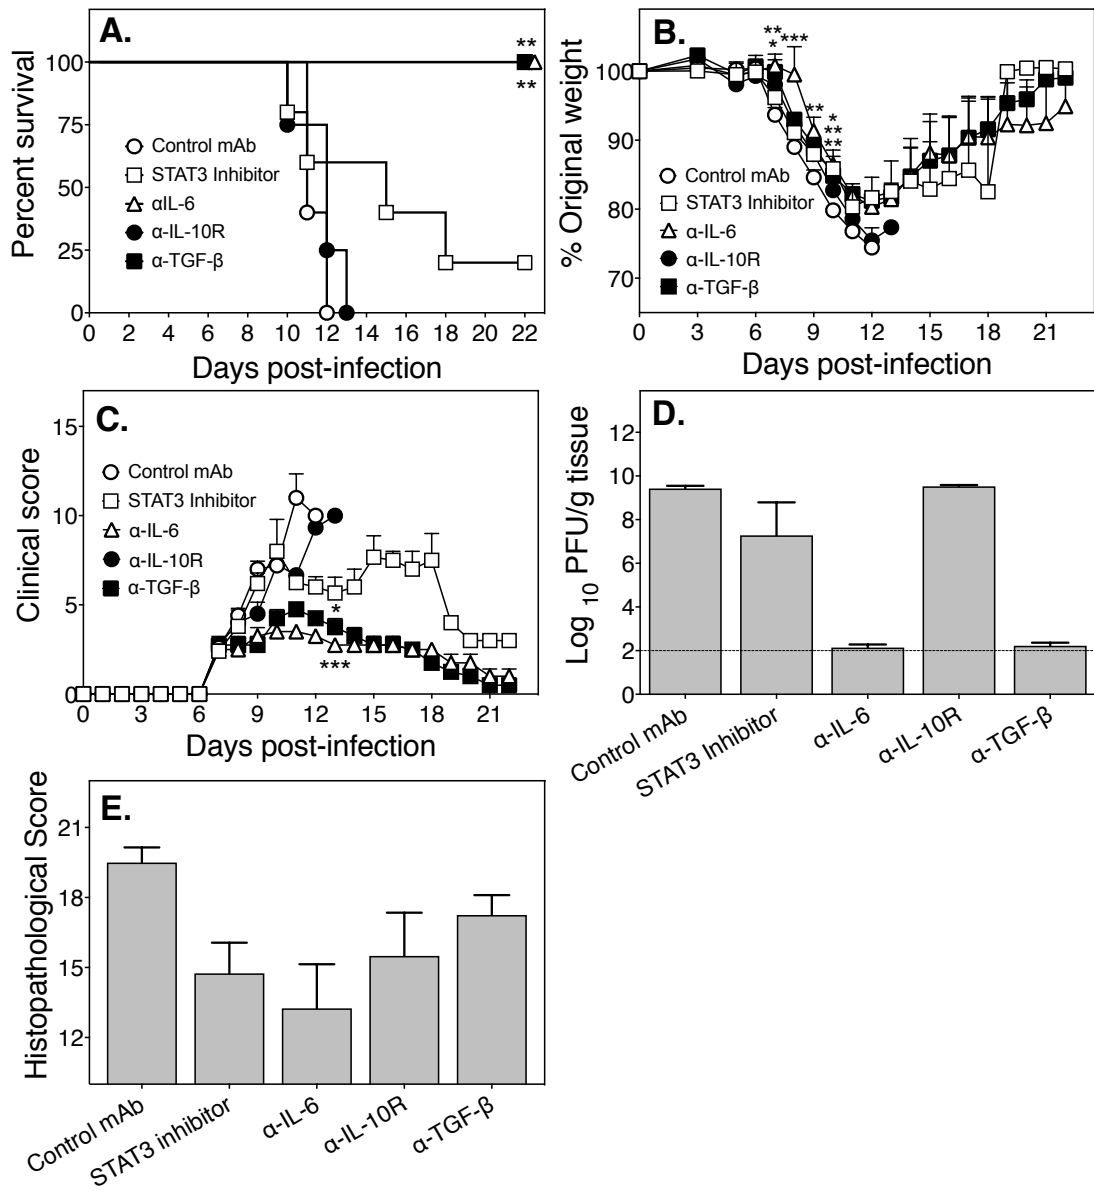 A.
**
**
Percent survival
100
75
50
25
0
Control mAb
STAT3 Inhibitor
αIL-6
α-IL-10R
α-TGF-β
0 2 4 6 8 10 12 14 16 18 20 22
Days post-infection
B.
**
*
***
**
*
**
**
% Original weight
100
90
80
70
Control mAb
STAT3 Inhibitor
α-IL-6
α-IL-10R
α-TGF-β
0 3 6 9 12 15 18 21
Days post-infection
C.
Clinical score
15
10
5
0
Control mAb
STAT3 Inhibitor
α-IL-6
α-IL-10R
α-TGF-β
*
***
0 3 6 9 12 15 18 21
Days post-infection
D.
Log 10 PFU/g tissue
12
10
8
6
4
2
0
Control mAb
STAT3 Inhibitor
α-IL-6
α-IL-10R
α-TGF-β
E.
Histopathological Score
21
18
15
12
Control mAb
STAT3 inhibitor
α-IL-6
α-IL-10R
α-TGF-β